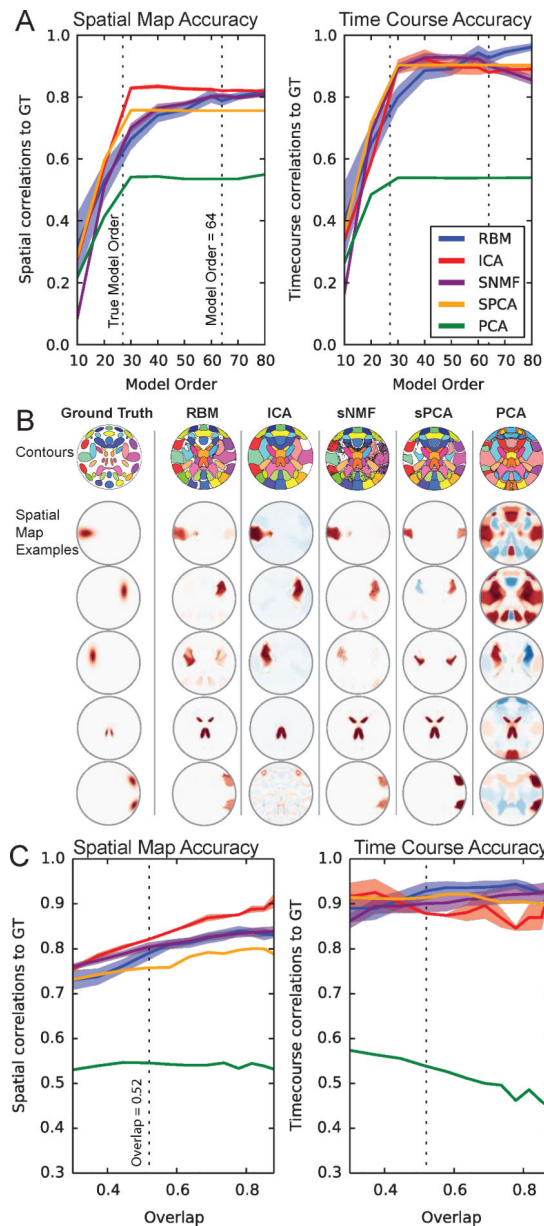 A
Spatial Map Accuracy
Time Course Accuracy
Spatial correlations to GT
1.0
0.8
0.6
0.4
0.2
0.0
True Model Order
Model Order = 64
10 20 30 40 50 60 70 80
Model Order
Timecourse correlations to GT
1.0
0.8
0.6
0.4
0.2
0.0
RBM
ICA
SNMF
SPCA
PCA
10 20 30 40 50 60 70 80
Model Order
B
Ground Truth RBM ICA sNMF sPCA PCA
Contours
Spatial
Map
Examples
C
Spatial Map Accuracy
Time Course Accuracy
Spatial correlations to GT
1.0
0.9
0.8
0.7
0.6
0.5
0.4
0.3
Overlap = 0.52
0.4 0.6 0.8
Overlap
Timecourse correlations to GT
1.0
0.9
0.8
0.7
0.6
0.5
0.4
0.3
0.4 0.6 0.8
Overlap